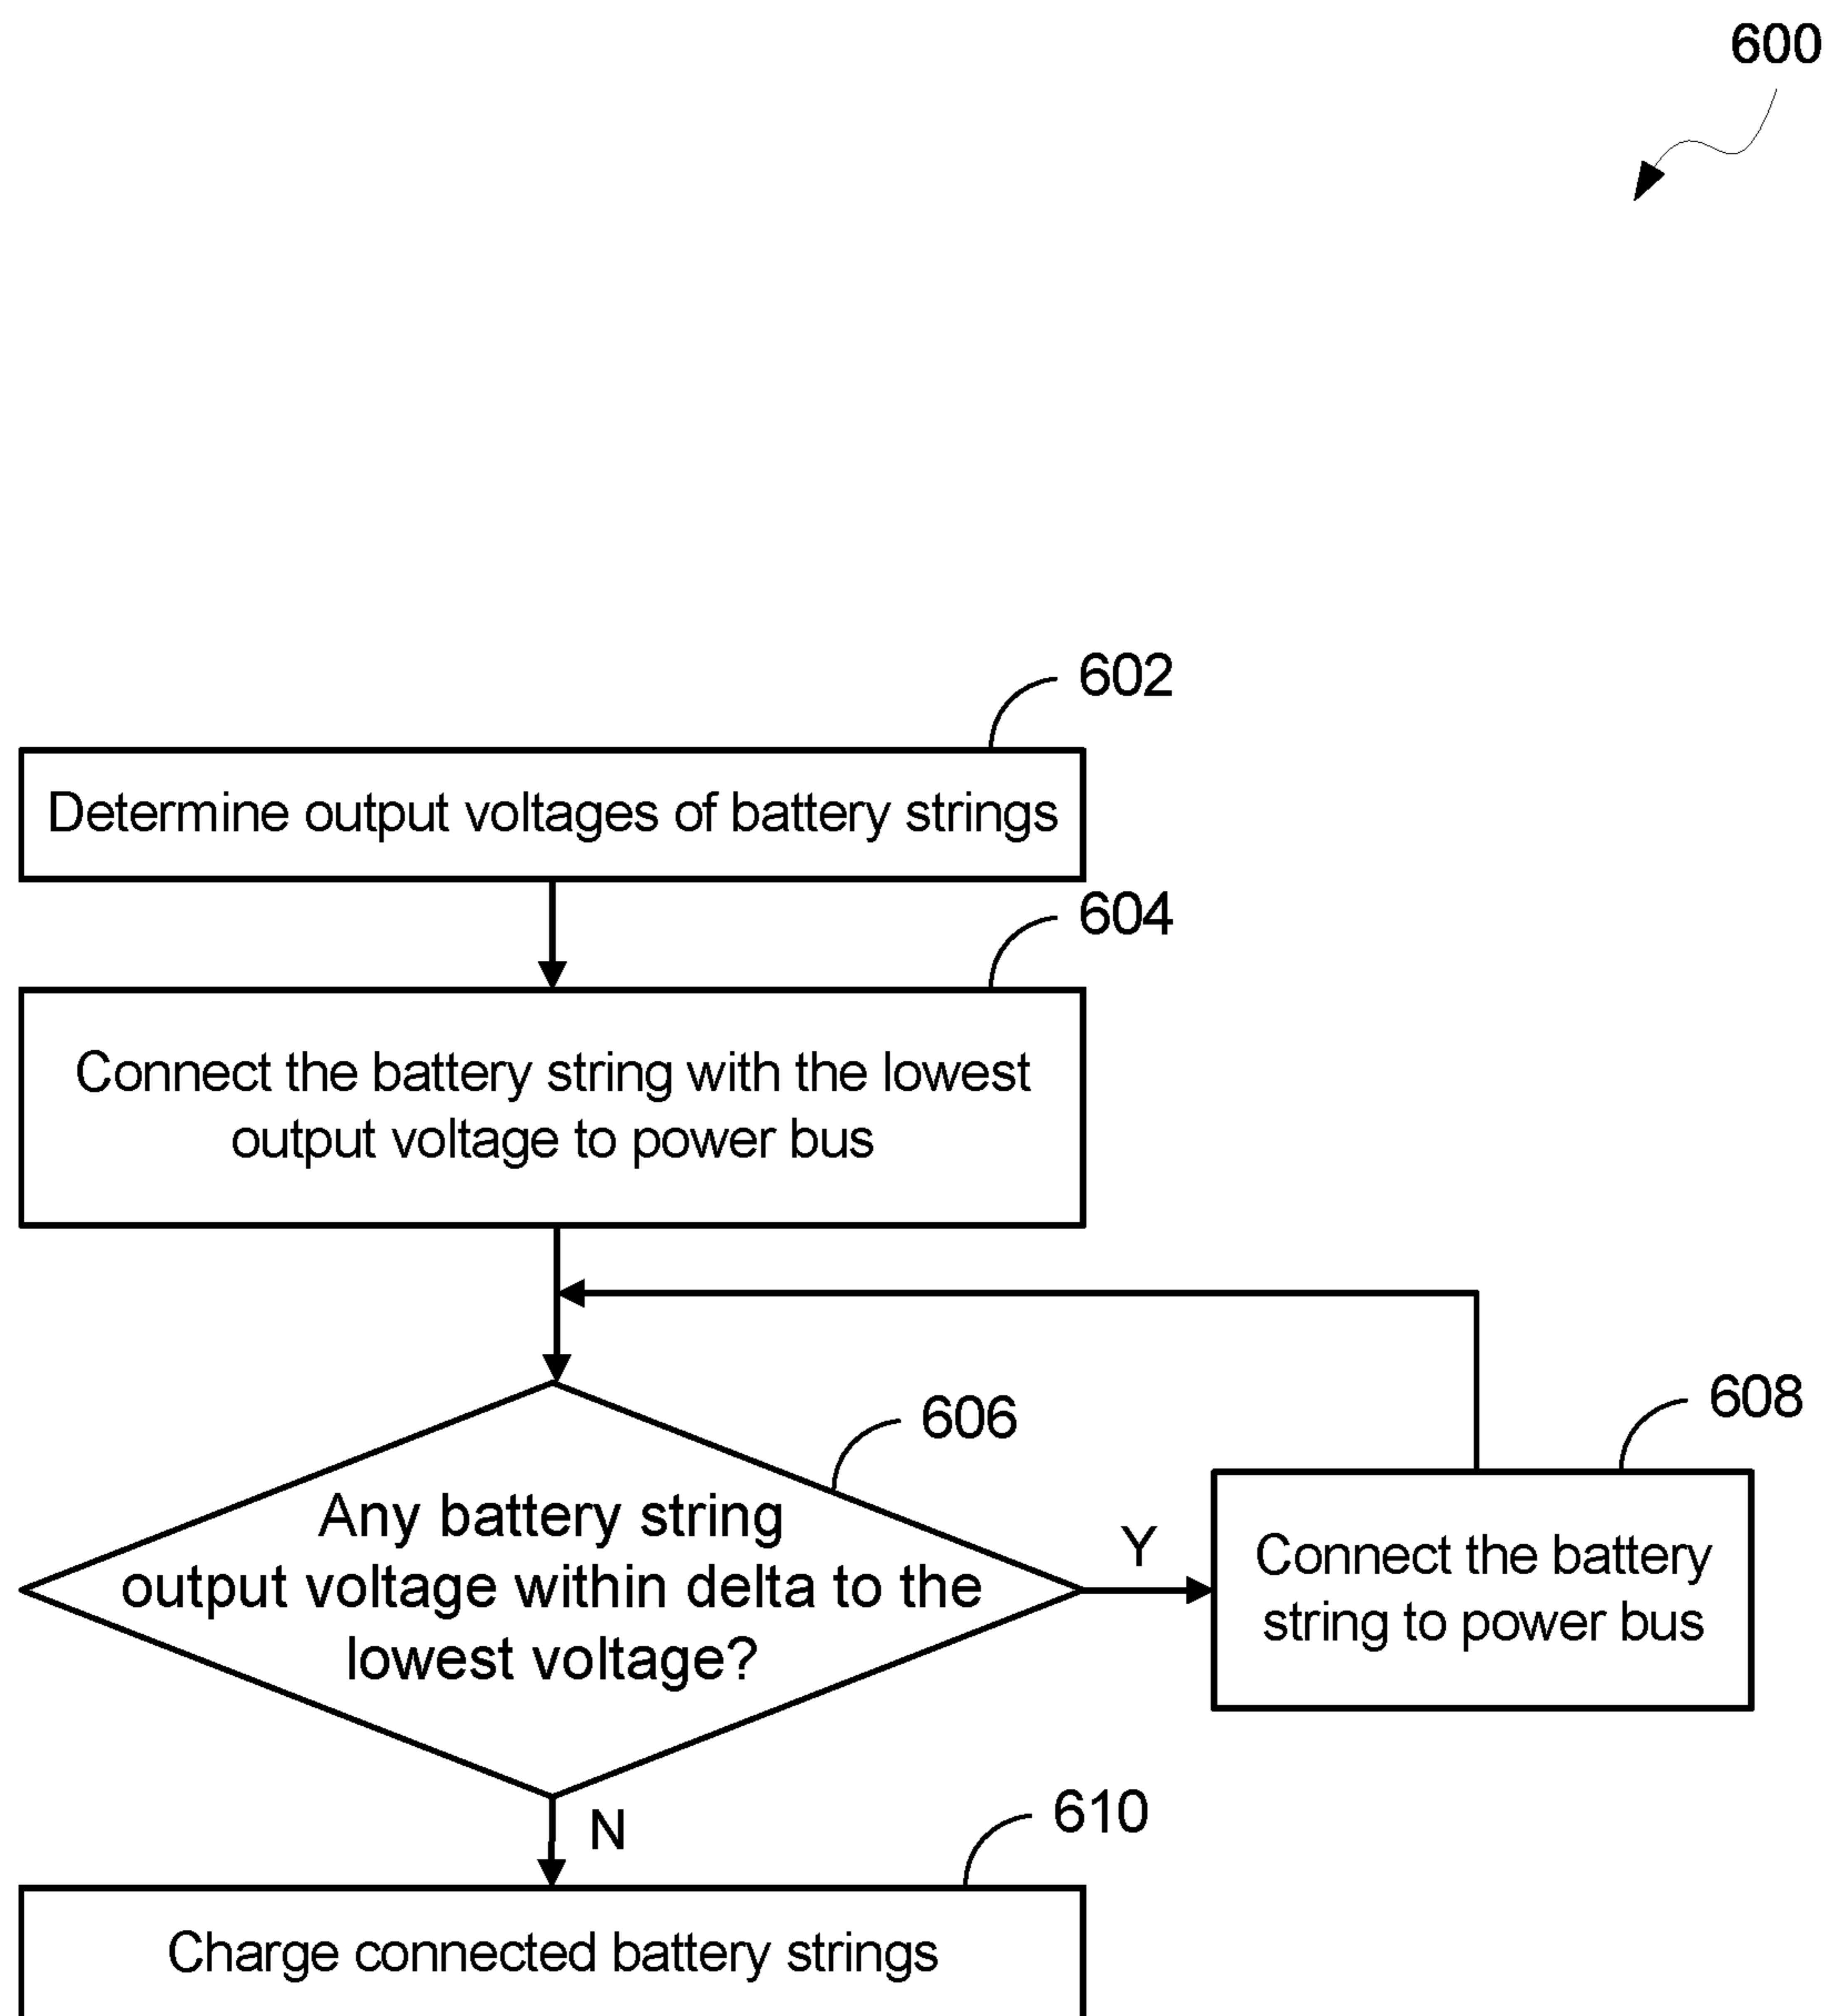 600
602
Determine output voltages of battery strings
604
Connect the battery string with the lowest
output voltage to power bus
606
Any battery string
output voltage within delta to the
lowest voltage?
Y
608
Connect the battery
string to power bus
N
610
Charge connected battery strings